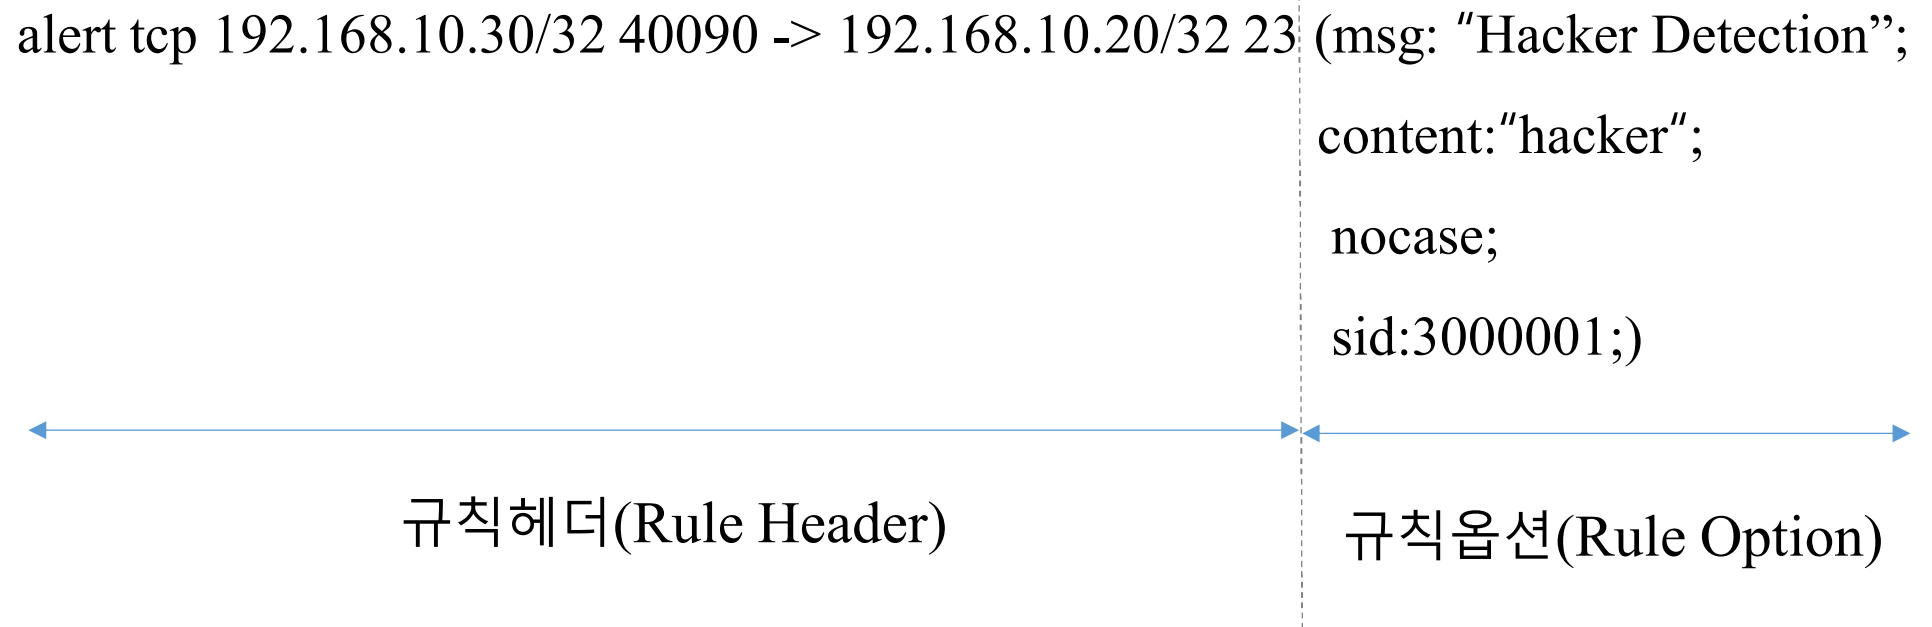 alert tcp 192.168.10.30/32 40090 -> 192.168.10.20/32 23 (msg: "Hacker Detection”;
content:"hacker";
nocase;
sid:3000001;)
규칙헤더(Rule Header)
규칙옵션(Rule Option)